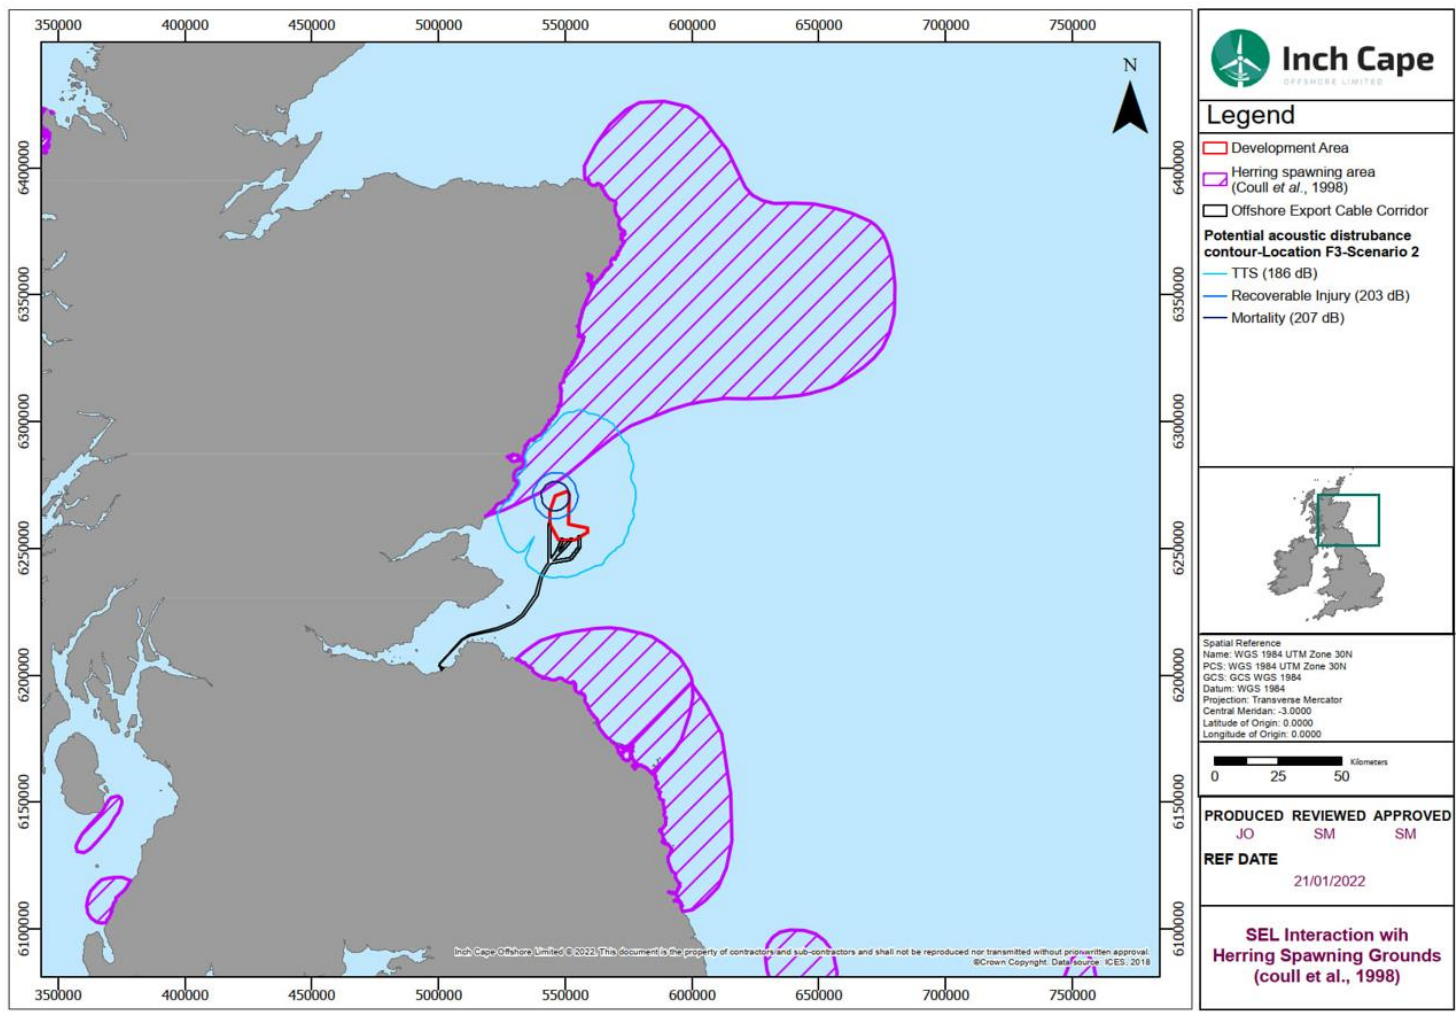 350000 400000 450000 500000 550000 600000 650000 700000 750000
6400000
6350000
6300000
6250000
6200000
6150000
6100000
N
6400000
6350000
6300000
6250000
6200000
6150000
6100000
Inch Cape Offshore Limited © 2022. This document is the property of contractors and sub-contractors and shall not be reproduced nor transmitted without prior written approval.
©Crown Copyright. Data source: ICES, 2018
350000 400000 450000 500000 550000 600000 650000 700000 750000
Inch Cape
OFFSHORE LIMITED
Legend
Development Area
Herring spawning area
(Coull et al., 1998)
Offshore Export Cable Corridor
Potential acoustic distrubance
contour-Location F3-Scenario 2
TTS (186 dB)
Recoverable Injury (203 dB)
Mortality (207 dB)
Spatial Reference
Name: WGS 1984 UTM Zone 30N
PCS: WGS 1984 UTM Zone 30N
GCS: GCS WGS 1984
Datum: WGS 1984
Projection: Transverse Mercator
Central Meridan: -3.0000
Latitude of Origin: 0.0000
Longitude of Origin: 0.0000
Kilometers
0 25 50
PRODUCED REVIEWED APPROVED
JO SM SM
REF DATE
21/01/2022
SEL Interaction wih
Herring Spawning Grounds
(coull et al., 1998)